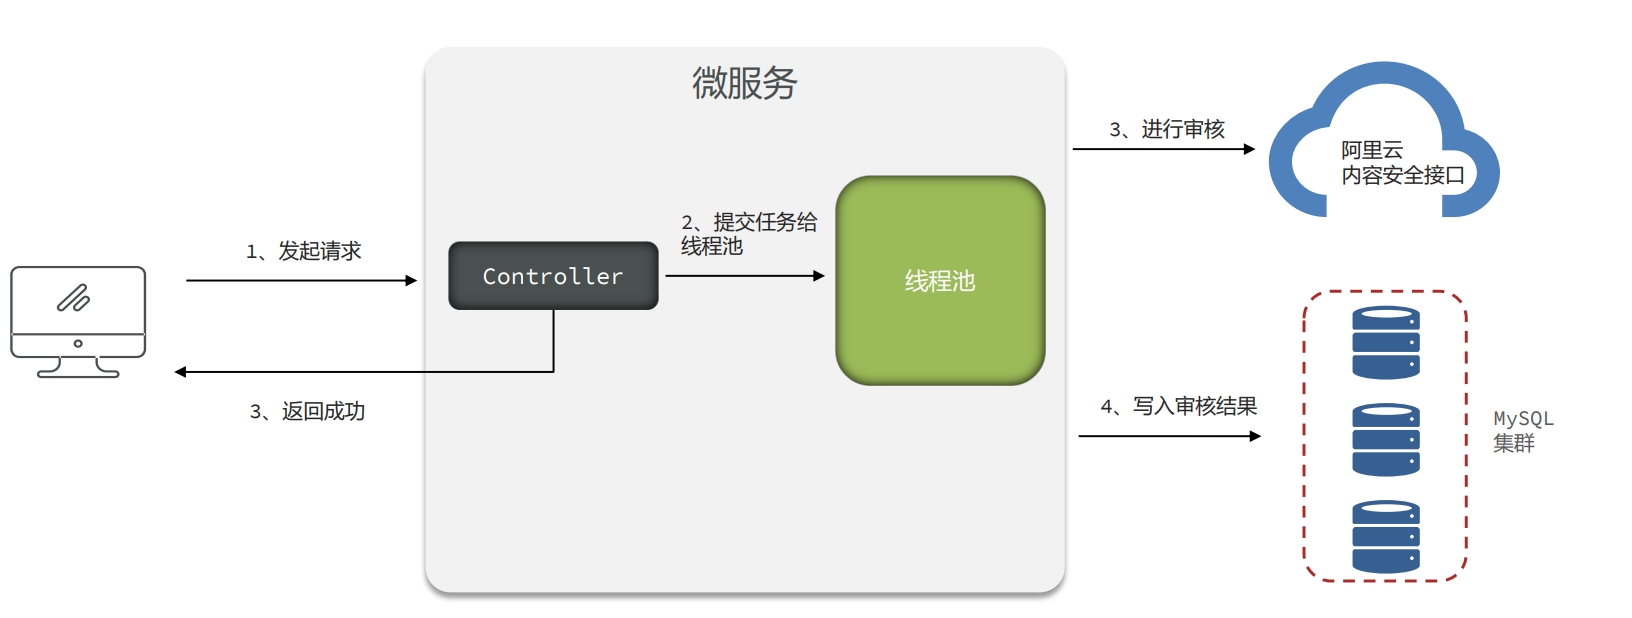 微服务
1、发起请求
Controller
2、提交任务给
线程池
线程池
3、返回成功
3、进行审核
阿里云
内容安全接口
4、写入审核结果
MySQL
集群